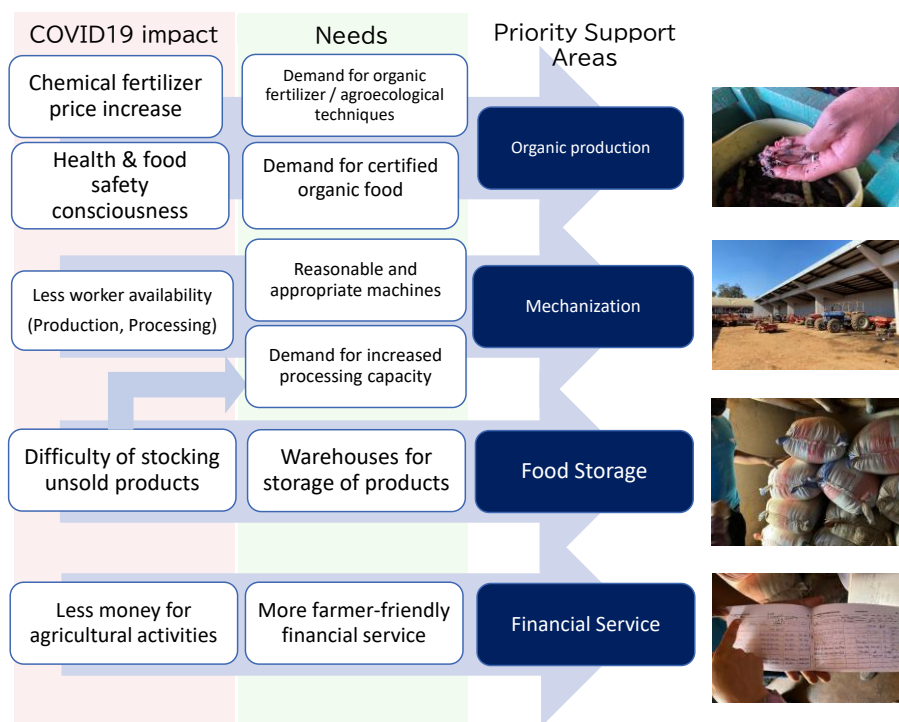 COVID19 impact
Needs
Priority Support
Areas
Chemical fertilizer
price increase
Demand for organic
fertilizer / agroecological
techniques
Organic production
Health & food
safety
consciousness
Demand for certified
organic food
Less worker availability
(Production, Processing)
Reasonable and
appropriate machines
Mechanization
Demand for increased
processing capacity
Difficulty of stocking
unsold products
Warehouses for
storage of products
Food Storage
Less money for
agricultural activities
More farmer-friendly
financial service
Financial Service